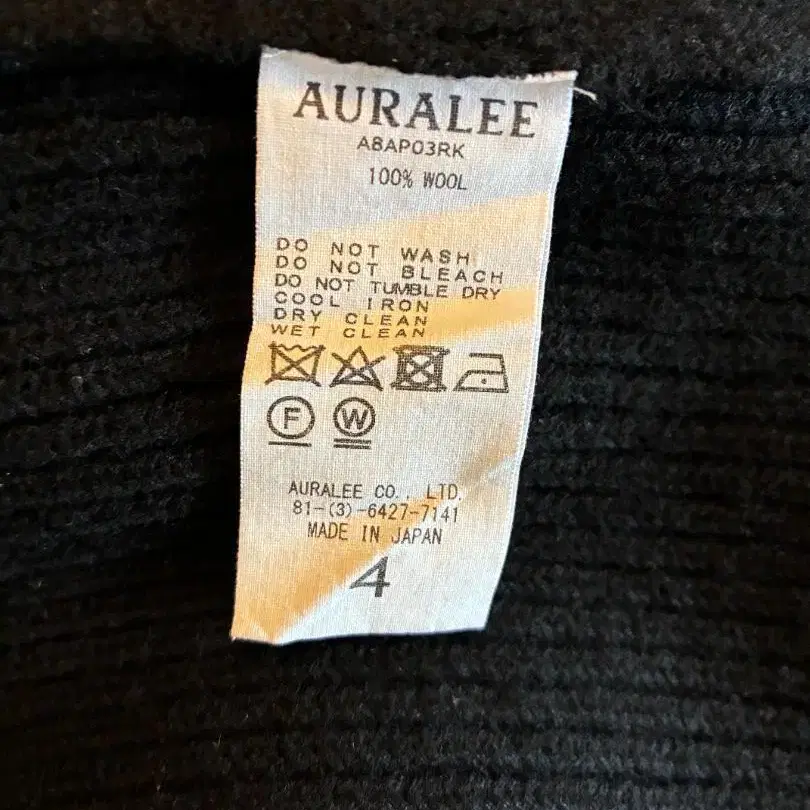 AURALEE
A8AP03RK
100% WOOL
DO NOT WASH
DO NOT BLEACH
DO NOT TUMBLE DRY
COOL IRON
DRY CLEAN
WET CLEAN
F W
AURALEE CO., LTD.
81-(3)-6427-7141
MADE IN JAPAN
4